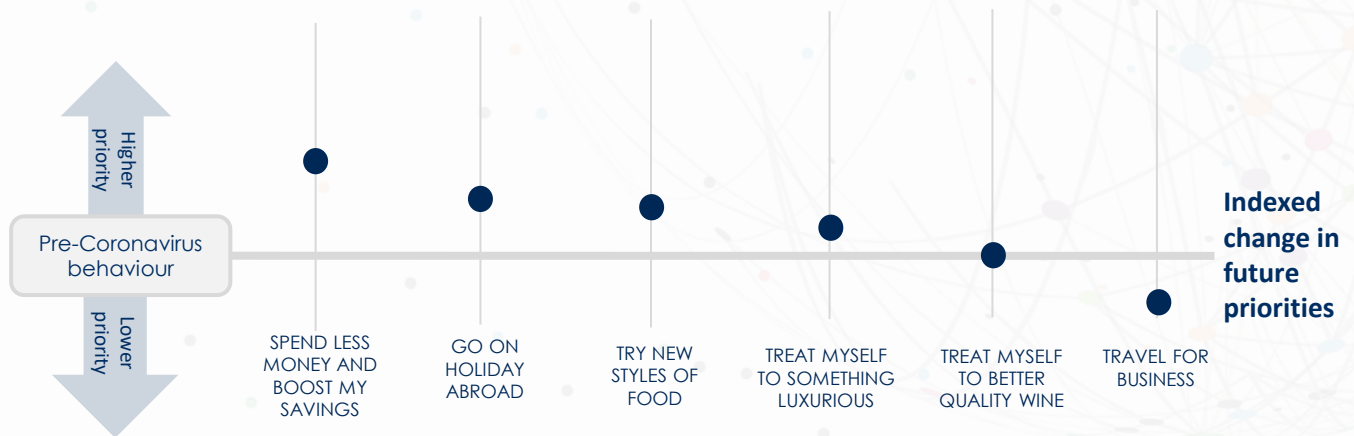 Higher
priority
Pre-Coronavirus
behaviour
Lower
priority
SPEND LESS
MONEY AND
BOOST MY
SAVINGS
GO ON
HOLIDAY
ABROAD
TRY NEW
STYLES OF
FOOD
TREAT MYSELF
TO SOMETHING
LUXURIOUS
TREAT MYSELF
TO BETTER
QUALITY WINE
TRAVEL FOR
BUSINESS
Indexed
change in
future
priorities